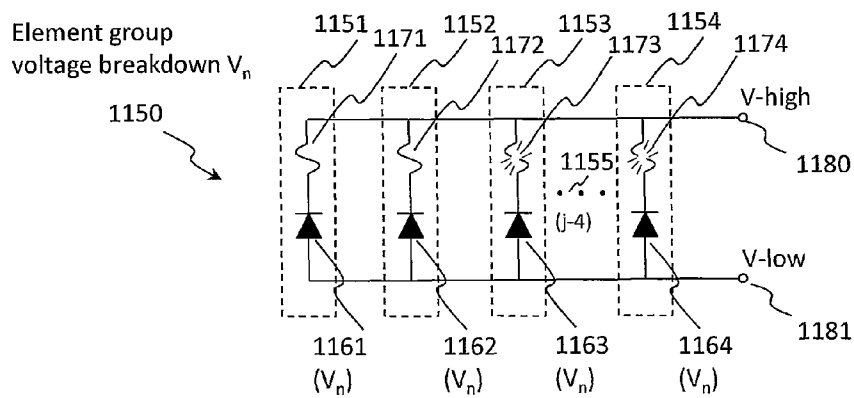 Element group
voltage breakdown Vn
1150
1151 1152 1153 1154
1171 1172 1173 1174
V-high
1180
1155
(j-4)
V-low
1181
1161 1162 1163 1164
(Vn) (Vn) (Vn) (Vn)